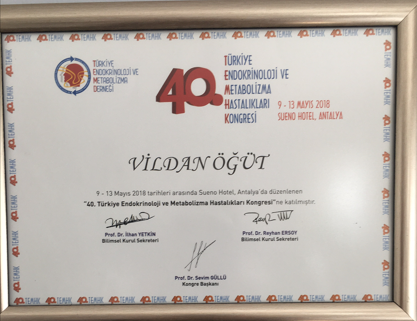 TÜRKİYE
ENDOKRİNOLOJİ VE
METABOLİZMA
DERNEĞİ
40.
TÜRKİYE
ENDOKRİNOLOJİ VE
METABOLİZMA
HASTALIKLARI
KONGRESİ
9 - 13 MAYIS 2018
SUENO HOTEL, ANTALYA
VİLDAN ÖĞÜT
9 - 13 Mayıs 2018 tarihleri arasında Sueno Hotel, Antalya'da düzenlenen
"40. Türkiye Endokrinoloji ve Metabolizma Hastalıkları Kongresi"ne katılmıştır.
Prof. Dr. İlhan YETKİN
Bilimsel Kurul Sekreteri
Prof. Dr. Reyhan ERSOY
Bilimsel Kurul Sekreteri
Prof. Dr. Sevim GÜLLÜ
Kongre Başkanı